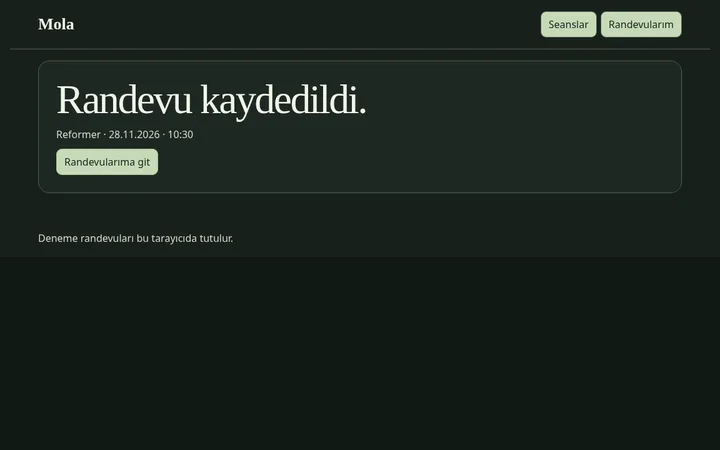 Mola
Seanslar
Randevularım
Randevu kaydedildi.
Reformer · 28.11.2026 · 10:30
Randevularıma git
Deneme randevuları bu tarayıcıda tutulur.